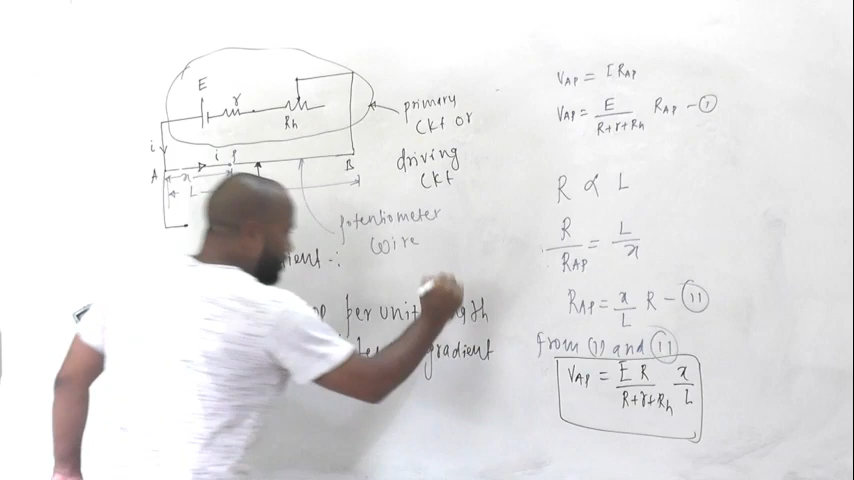 E
r
Rh
i
i P
A x B
L
primary
Ckt or
driving
Ckt
potentiometer
wire
per unit
gradient
VAP = I RAP
VAP = E/(R+r+Rh) RAP - (I)
R ∝ L
R/RAP = L/x
RAP = x/L R - (II)
from (I) and (II)
VAP = E R/(R+r+Rh) x/L